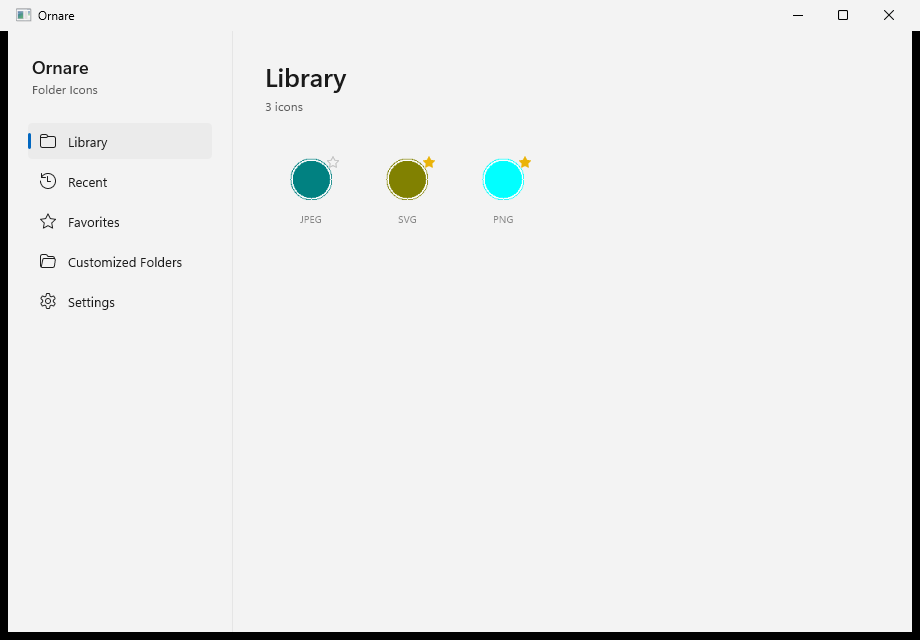 Ornare
Ornare
Folder Icons
Library
Recent
Favorites
Customized Folders
Settings
Library
3 icons
JPEG
SVG
PNG